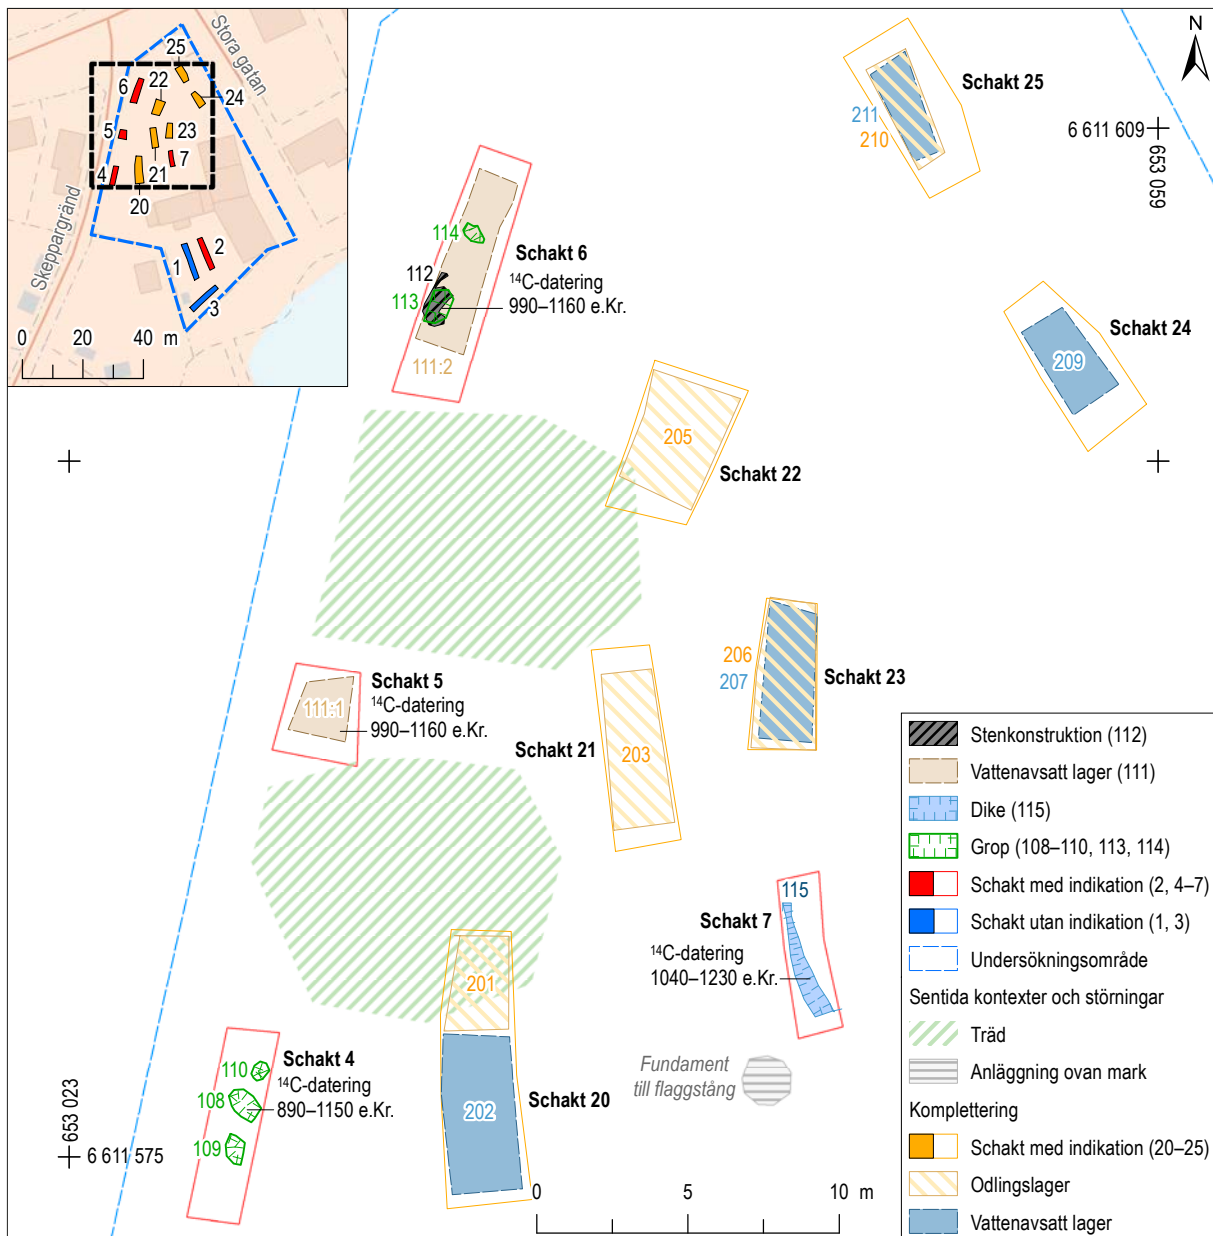 Stora gatan
Skeppargränd
25
22
6
24
5
23
4
21
7
20
1
2
3
0 20 40 m
N
Schakt 25
211
210
6 611 609
653 059
114
Schakt 6
112
14C-datering
113
990–1160 e.Kr.
111:2
Schakt 24
209
205
Schakt 22
Schakt 5
111:1
14C-datering
990–1160 e.Kr.
206
207
Schakt 23
Schakt 21
203
115
Schakt 7
14C-datering
1040–1230 e.Kr.
201
Fundament
till flaggstång
Schakt 4
110
14C-datering
108
890–1150 e.Kr.
109
202
Schakt 20
653 023
6 611 575
0 5 10 m
Stenkonstruktion (112)
Vattenavsatt lager (111)
Dike (115)
Grop (108–110, 113, 114)
Schakt med indikation (2, 4–7)
Schakt utan indikation (1, 3)
Undersökningsområde
Sentida kontexter och störningar
Träd
Anläggning ovan mark
Komplettering
Schakt med indikation (20–25)
Odlingslager
Vattenavsatt lager